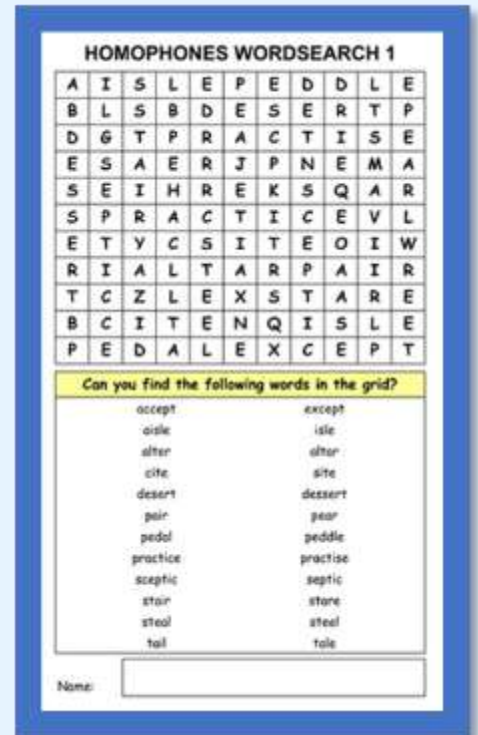 HOMOPHONES WORDSEARCH 1
A I S L E P E D D L E
B L S B D E S E R T P
D G T P R A C T I S E
E S A E R J P N E M A
S E I H R E K S Q A R
S P R A C T I C E V L
E T Y C S I T E O I W
R I A L T A R P A I R
T C Z L E X S T A R E
B C I T E N Q I S L E
P E D A L E X C E P T
Can you find the following words in the grid?
accept except
aisle isle
alter altar
cite site
desert dessert
pair pear
pedal peddle
practice practise
sceptic septic
stair stare
steal steel
tail tale
Name: